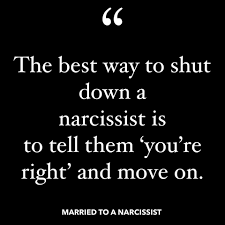 “
The best way to shut
down a
narcissist is
to tell them ‘you’re
right’ and move on.
MARRIED TO A NARCISSIST